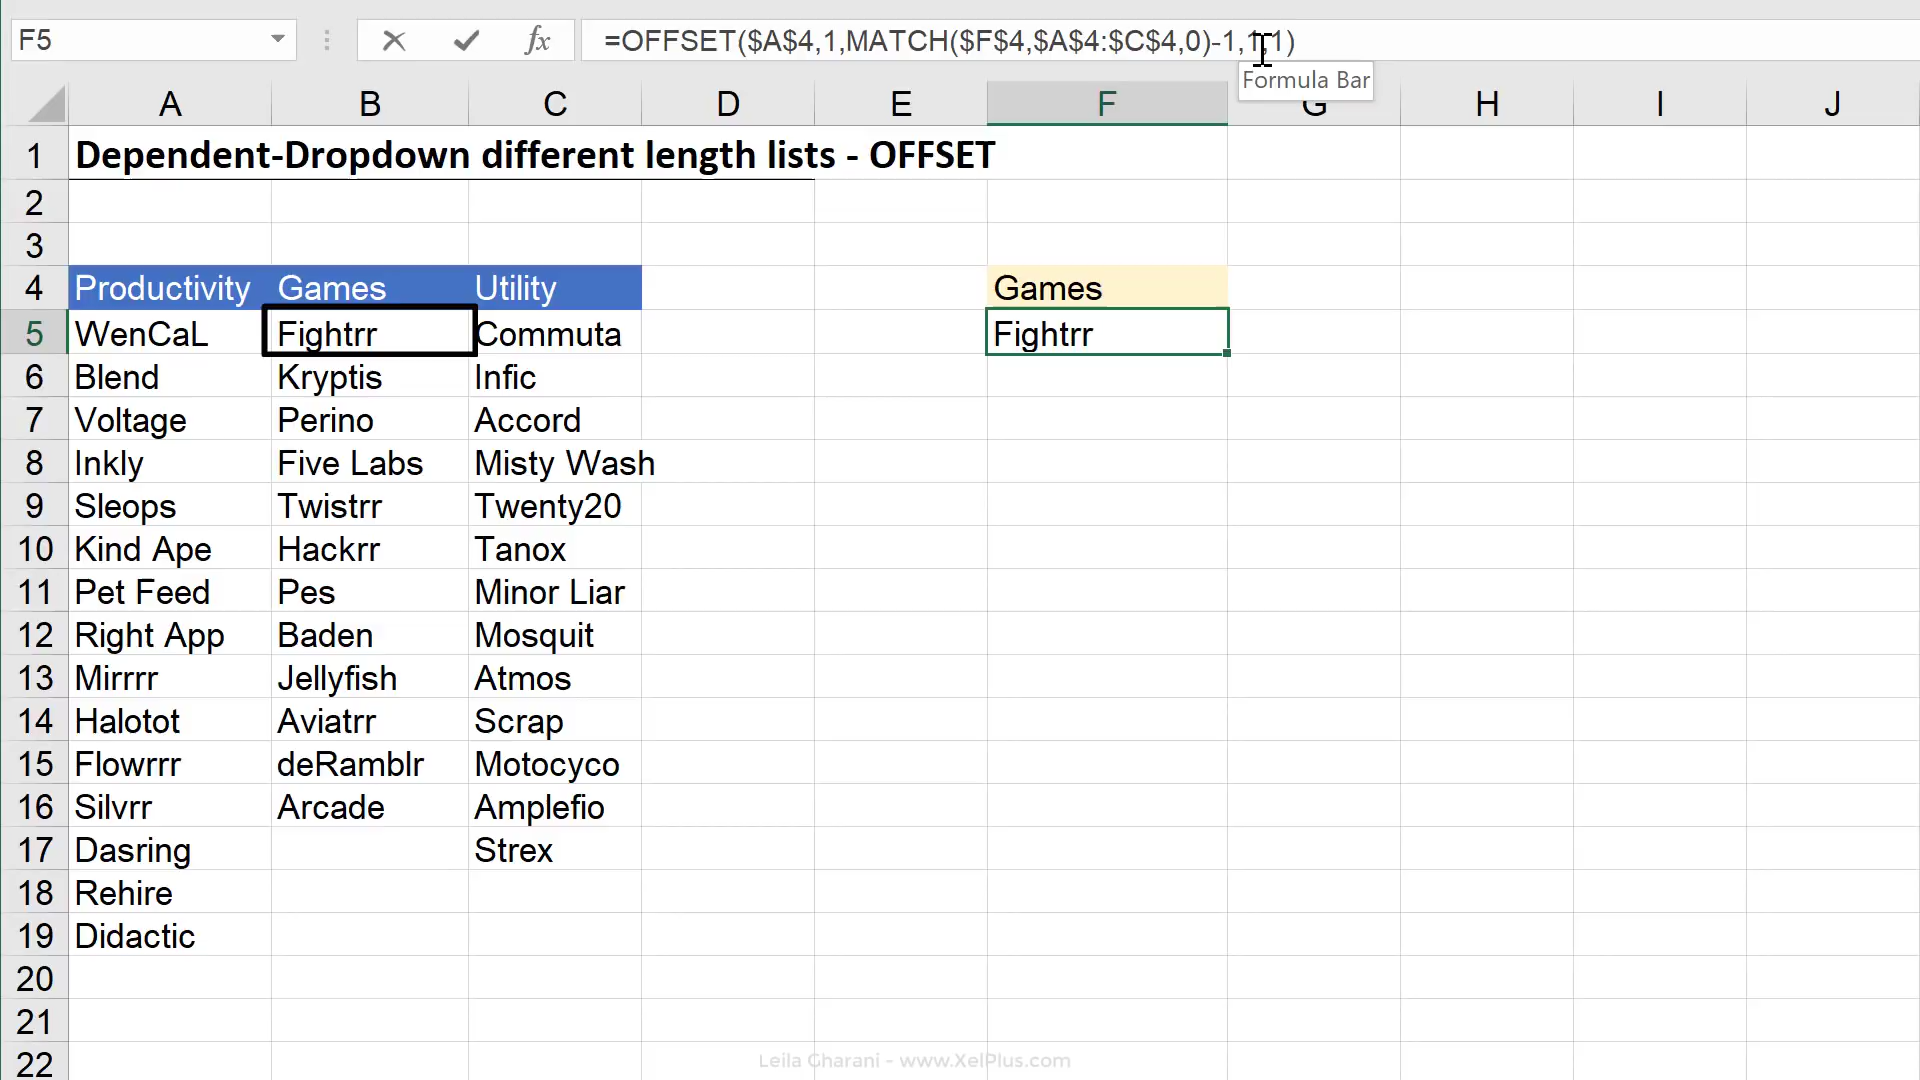 F5 fx =OFFSET($A$4,1,MATCH($F$4,$A$4:$C$4,0)-1,1,1)
Formula Bar
A B C D E F G H I J
1 Dependent-Dropdown different length lists - OFFSET
2
3
4 Productivity Games Utility Games
5 WenCaL Fightrr Commuta Fightrr
6 Blend Kryptis Infic
7 Voltage Perino Accord
8 Inkly Five Labs Misty Wash
9 Sleops Twistrr Twenty20
10 Kind Ape Hackrr Tanox
11 Pet Feed Pes Minor Liar
12 Right App Baden Mosquit
13 Mirrrr Jellyfish Atmos
14 Halotot Aviatrr Scrap
15 Flowrrr deRamblr Motocyco
16 Silvrr Arcade Amplefio
17 Dasring Strex
18 Rehire
19 Didactic
20
21
22
Leila Gharani - www.XelPlus.com